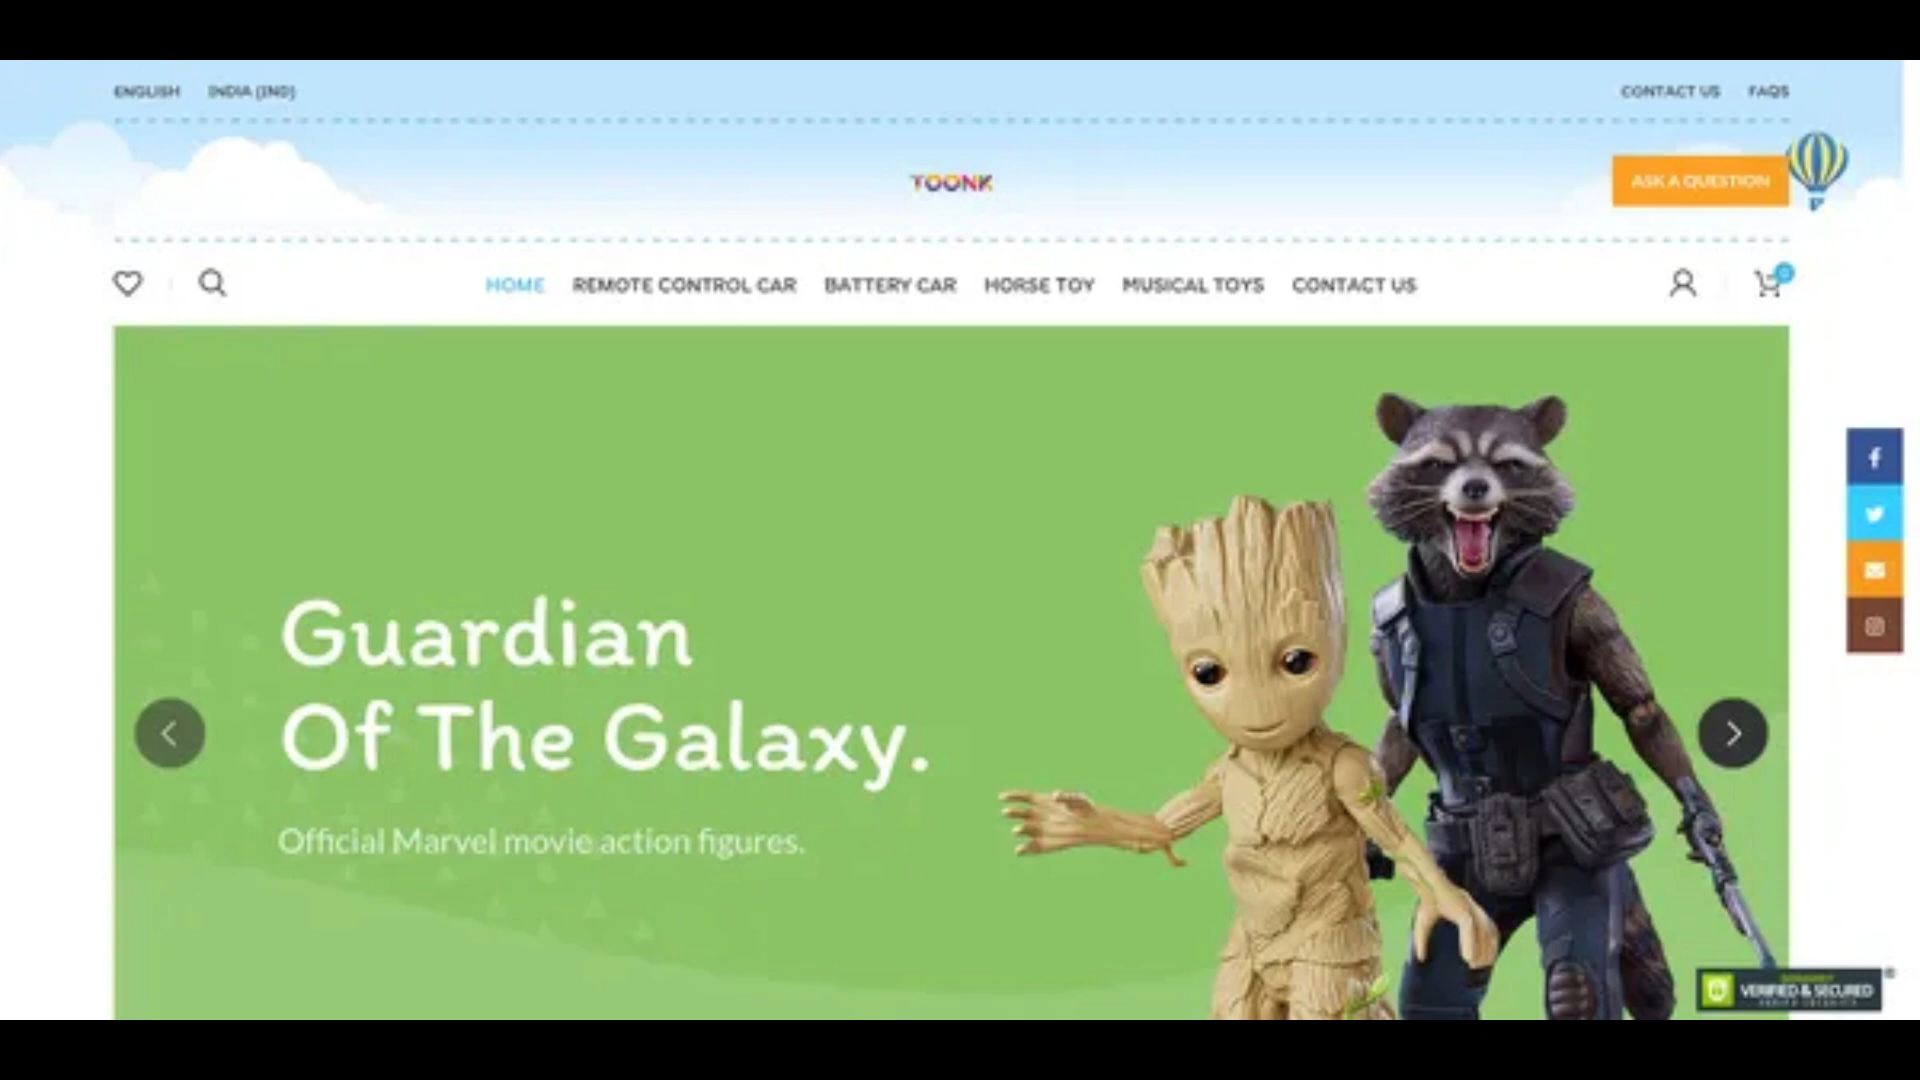 ENGLISH INDIA (IND) CONTACT US FAQS
TOONK
ASK A QUESTION
HOME REMOTE CONTROL CAR BATTERY CAR HORSE TOY MUSICAL TOYS CONTACT US
0
Guardian
Of The Galaxy.
Official Marvel movie action figures.
VERIFIED & SECURED